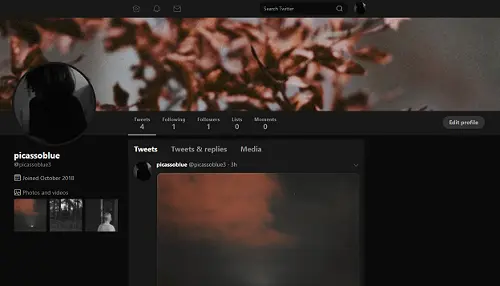 Search Twitter
Tweets Following Followers Lists Moments
4 1 1 0 0
Edit profile
picassoblue
@picassoblue3
Joined October 2018
Photos and videos
Tweets Tweets & replies Media
picassoblue @picassoblue3 · 3h